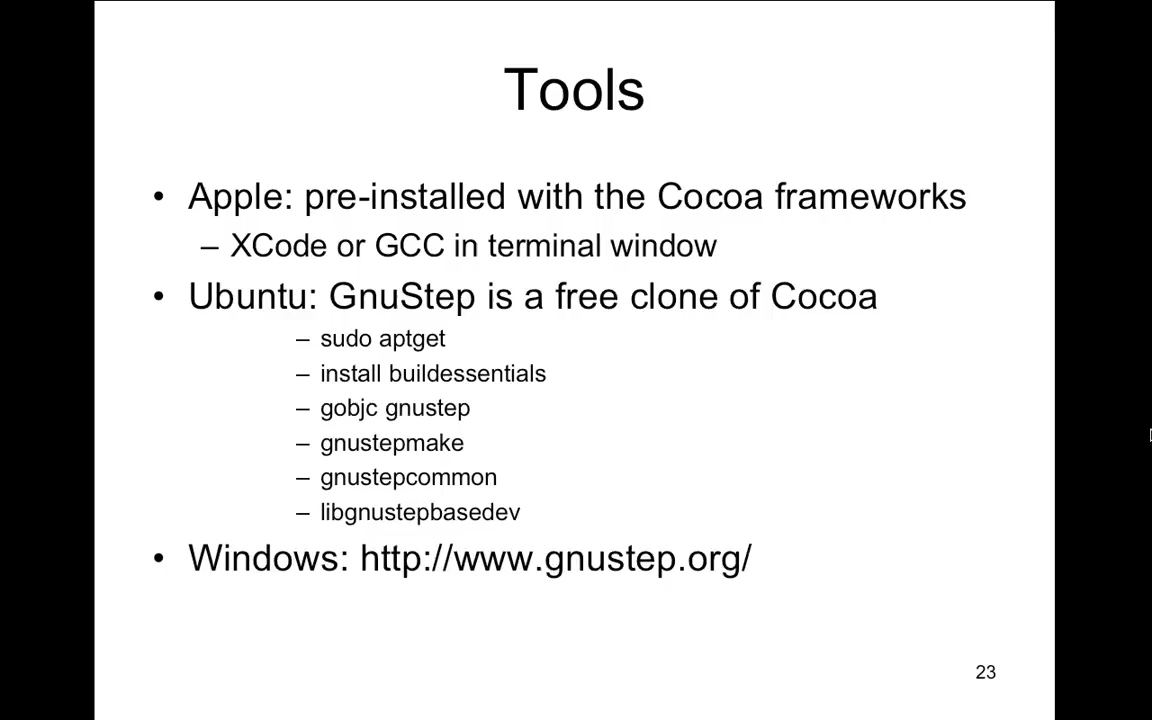 Tools
• Apple: pre-installed with the Cocoa frameworks
– XCode or GCC in terminal window
• Ubuntu: GnuStep is a free clone of Cocoa
– sudo aptget
– install buildessentials
– gobjc gnustep
– gnustepmake
– gnustepcommon
– libgnustepbasedev
• Windows: http://www.gnustep.org/
23